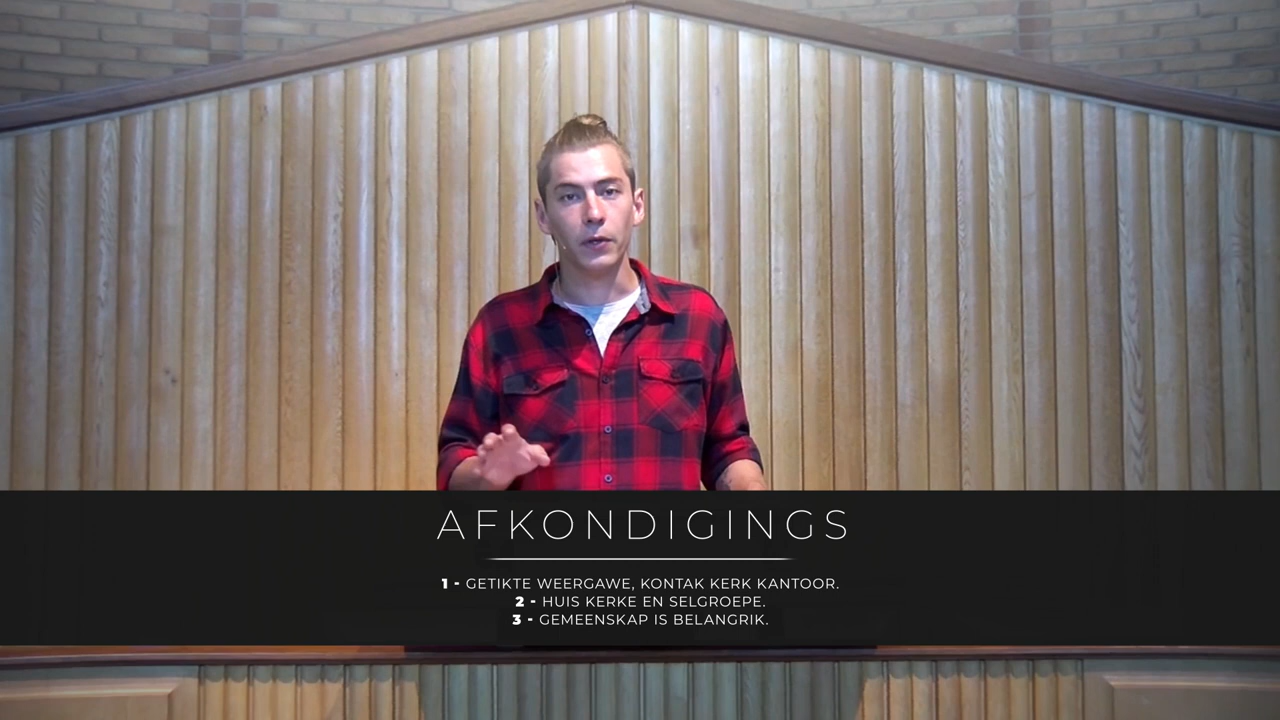 AFKONDIGINGS
1 - GETIKTE WEERGAWE, KONTAK KERK KANTOOR.
2 - HUIS KERKE EN SELGROEPE.
3 - GEMEENSKAP IS BELANGRIK.